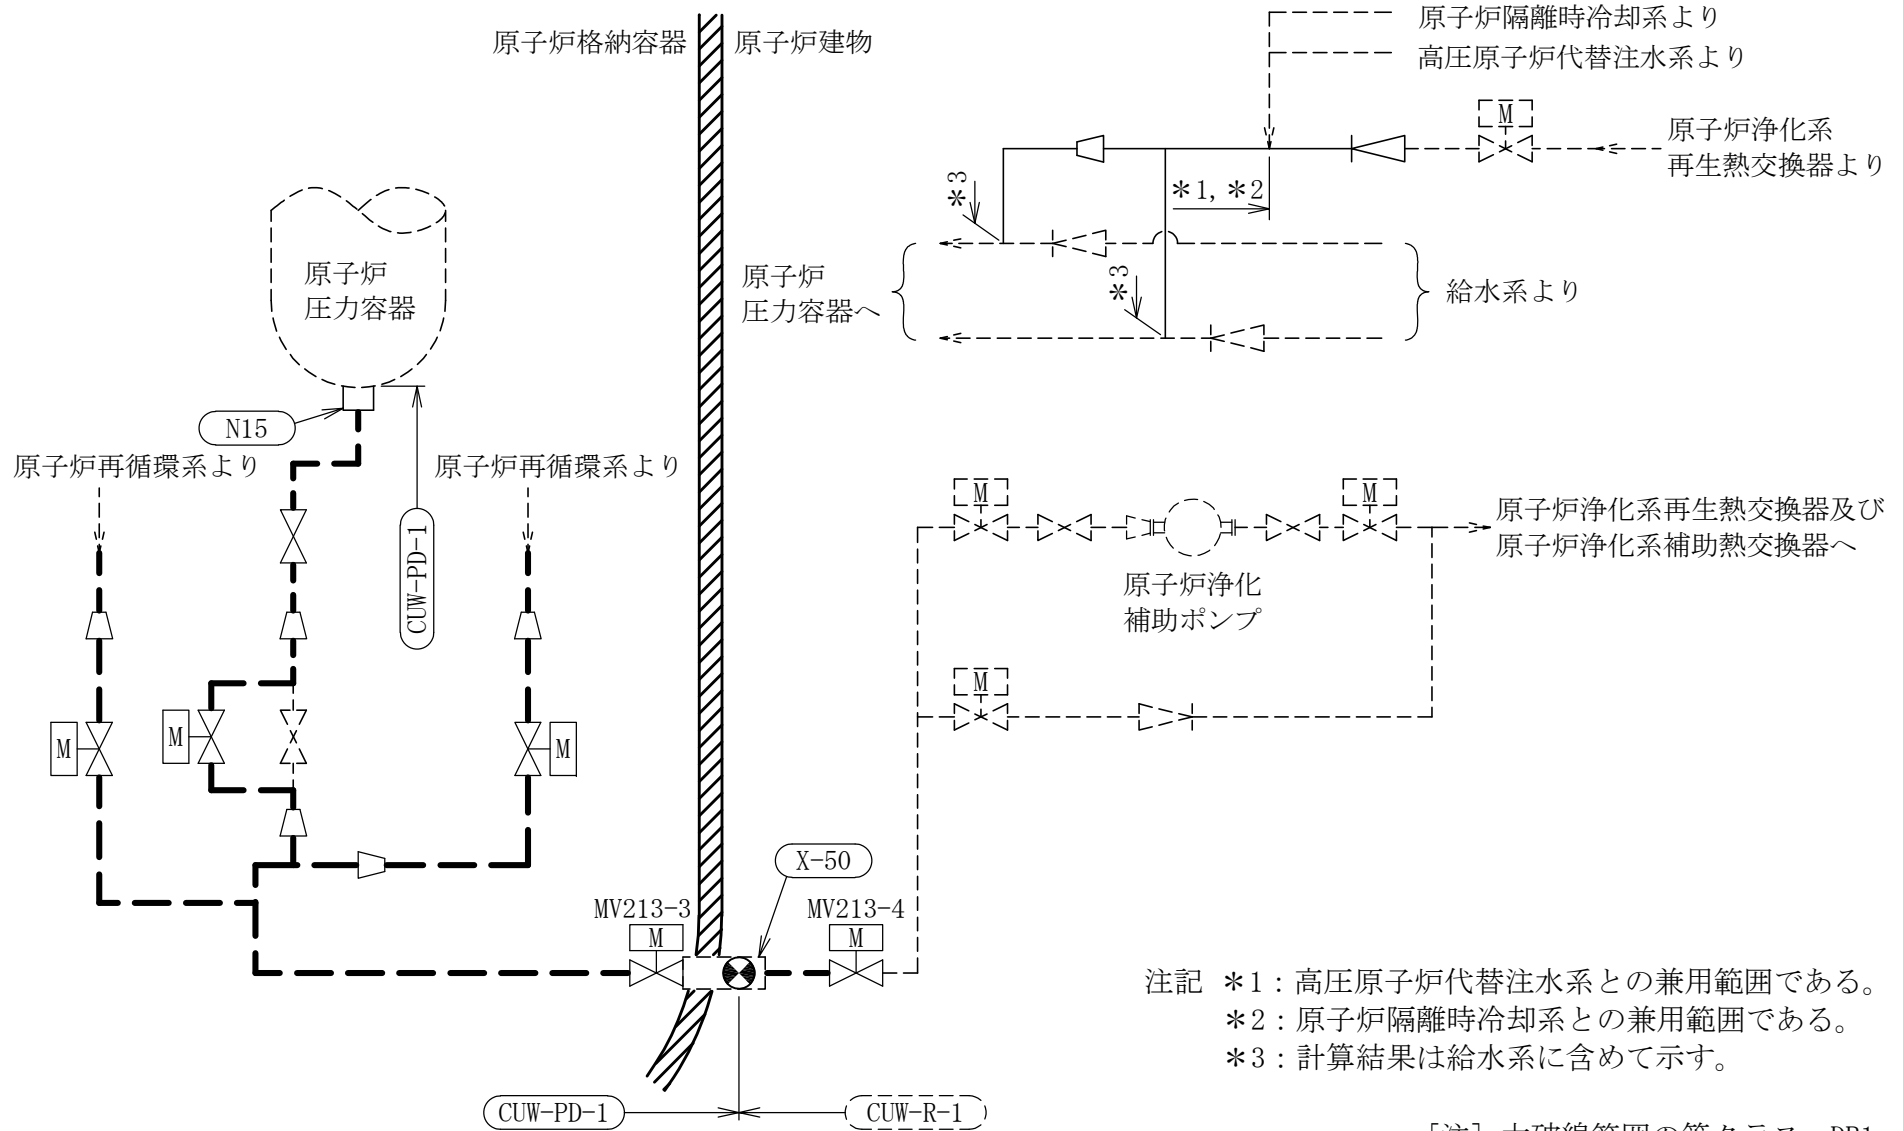 原子炉格納容器
原子炉建物
原子炉隔離時冷却系より
高圧原子炉代替注水系より
M
原子炉浄化系
再生熱交換器より
*3
*1, *2
原子炉
圧力容器へ
*3
給水系より
原子炉
圧力容器
N15
原子炉再循環系より
原子炉再循環系より
CUW-PD-1
M
M
原子炉浄化系再生熱交換器及び
原子炉浄化系補助熱交換器へ
原子炉浄化
補助ポンプ
M
M
M
M
X-50
MV213-3
MV213-4
M
M
注記 *1:高圧原子炉代替注水系との兼用範囲である。
*2:原子炉隔離時冷却系との兼用範囲である。
*3:計算結果は給水系に含めて示す。
CUW-PD-1
CUW-R-1